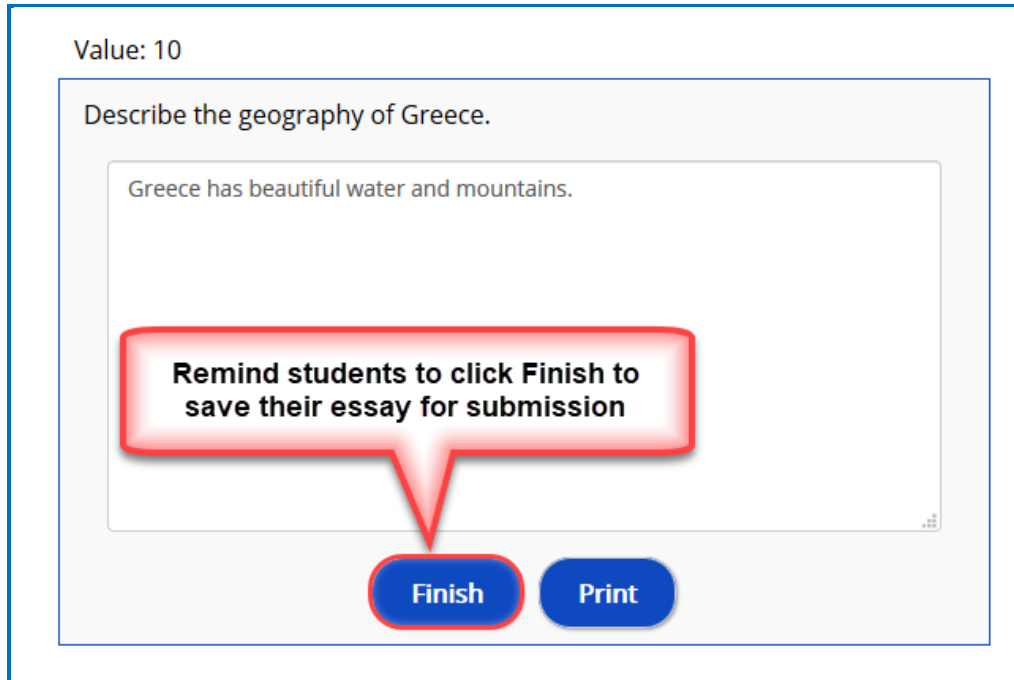 Value: 10
Describe the geography of Greece.
Greece has beautiful water and mountains.
Remind students to click Finish to
save their essay for submission
Finish
Print